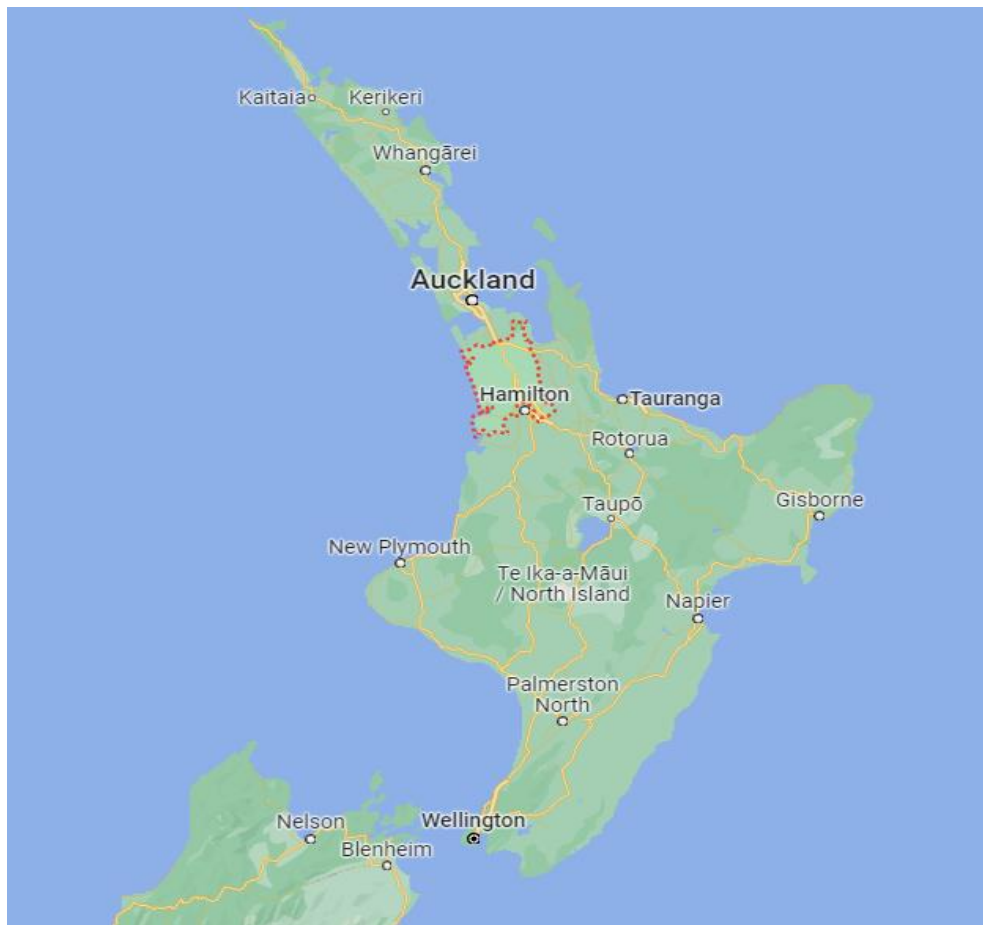 Kaitaia
Kerikeri
Whangārei
Auckland
Hamilton
Tauranga
Rotorua
Taupō
Gisborne
New Plymouth
Te Ika-a-Māui
/ North Island
Napier
Palmerston
North
Wellington
Nelson
Blenheim